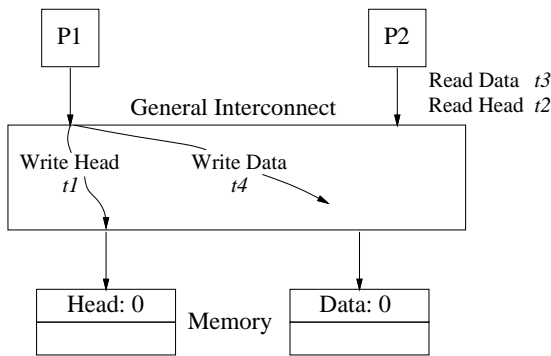 P1
P2
Read Data t3
Read Head t2
General Interconnect
Write Head
t1
Write Data
t4
Head: 0
Memory
Data: 0